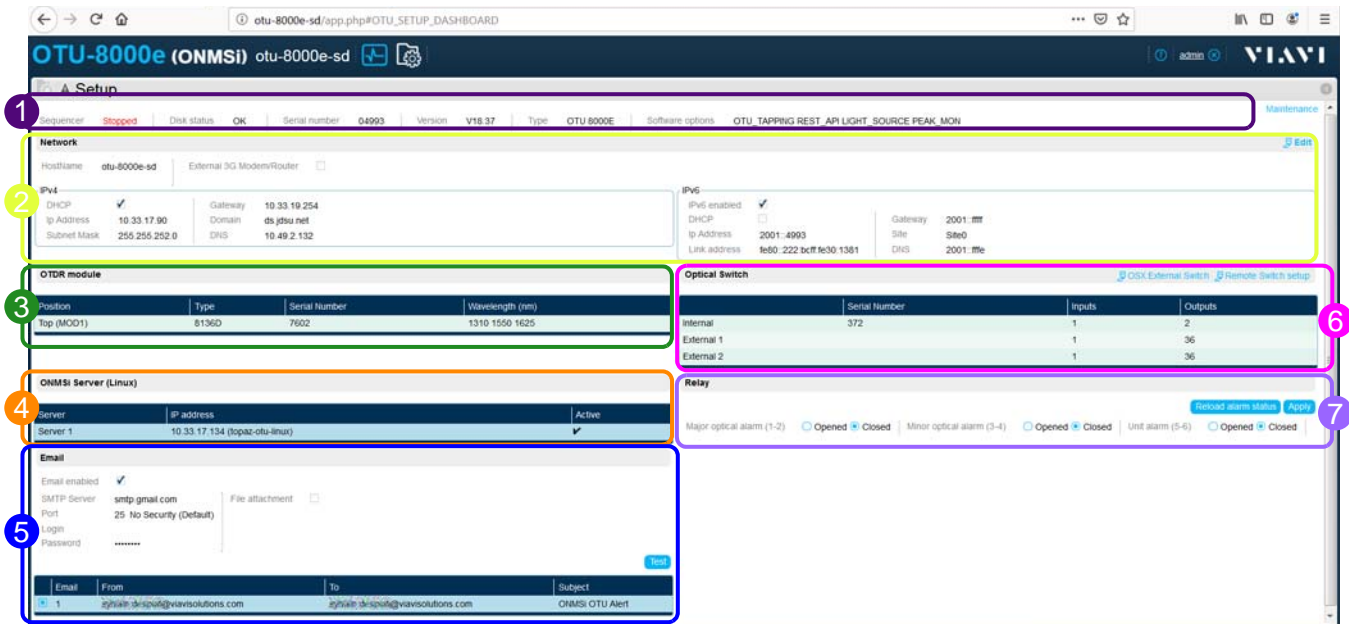 otu-8000e-sd/app.php#OTU_SETUP_DASHBOARD
OTU-8000e (ONMSi) otu-8000e-sd
admin
VIAVI
Setup
Maintenance
1
Sequencer Stopped Disk status OK Serial number 04993 Version V18.37 Type OTU 8000E Software options OTU_TAPPING REST_API LIGHT_SOURCE PEAK_MON
Network Edit
HostName otu-8000e-sd External 3G Modem/Router
2
IPv4
DHCP Gateway 10.33.19.254
Ip Address 10.33.17.90 Domain ds.jdsu.net
Subnet Mask 255.255.252.0 DNS 10.49.2.132
IPv6
IPv6 enabled
DHCP Gateway 2001::ffff
Ip Address 2001::4993 Site Site0
Link address fe80::222:bcff:fe30:1381 DNS 2001::fffe
OTDR module
3
Position Type Serial Number Wavelength (nm)
Top (MOD1) 8136D 7602 1310 1550 1625
Optical Switch OSX External Switch Remote Switch setup
Serial Number Inputs Outputs
6
Internal 372 1 2
External 1 1 36
External 2 1 36
ONMSi Server (Linux)
4
Server IP address Active
Server 1 10.33.17.134 (topaz-otu-linux)
Relay
7
Reload alarm status Apply
Major optical alarm (1-2) Opened Closed Minor optical alarm (3-4) Opened Closed Unit alarm (5-6) Opened Closed
Email
Email enabled
SMTP Server smtp.gmail.com File attachment
Port 25 No Security (Default)
5
Login
Password ••••••••
Test
Email From To Subject
1 @viavisolutions.com @viavisolutions.com ONMSi OTU Alert